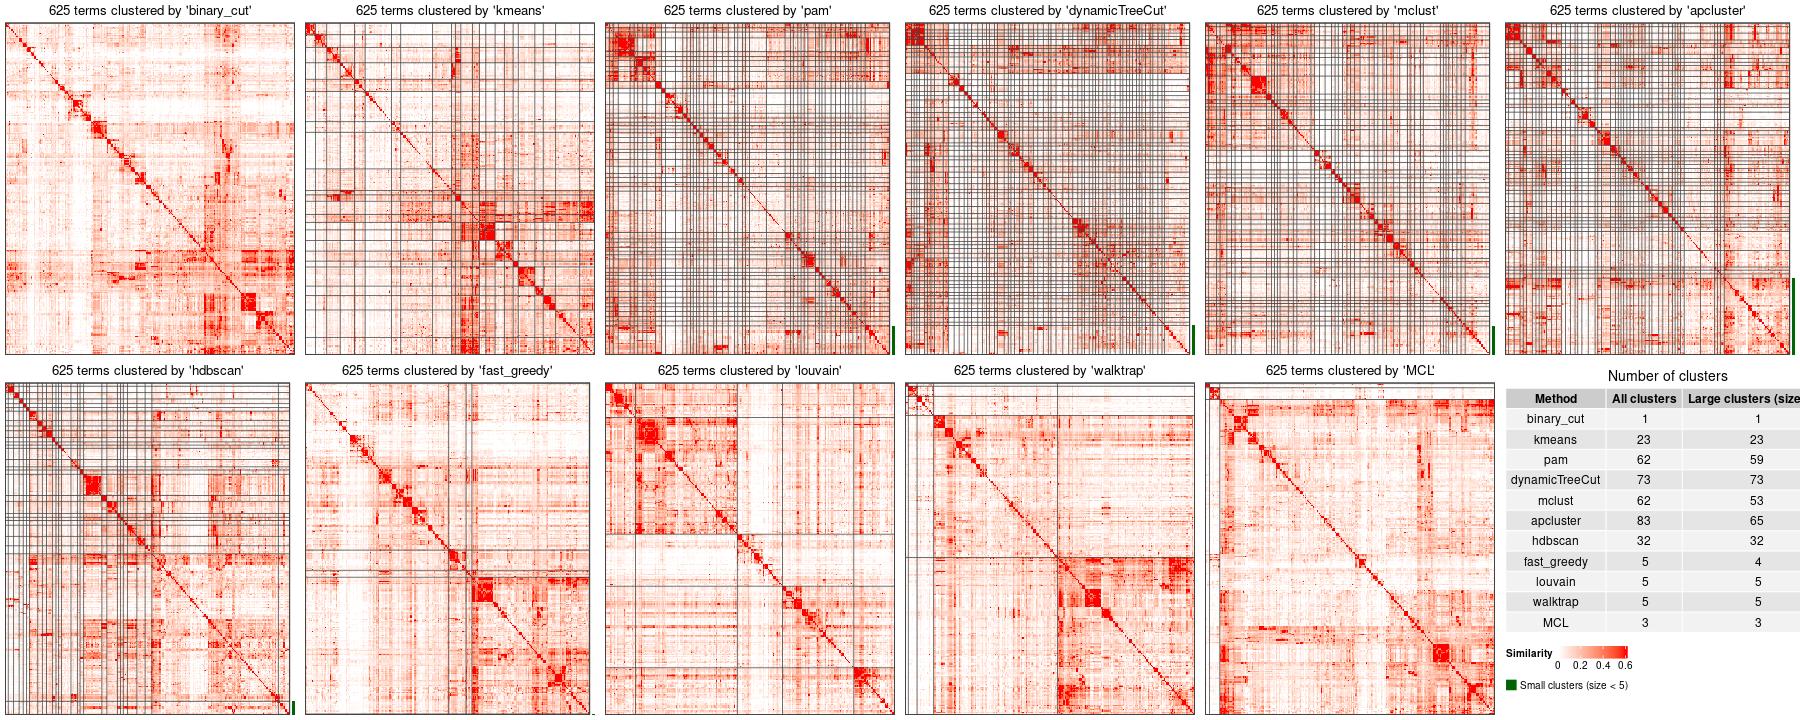 625 terms clustered by 'binary_cut'
625 terms clustered by 'kmeans'
625 terms clustered by 'pam'
625 terms clustered by 'dynamicTreeCut'
625 terms clustered by 'mclust'
625 terms clustered by 'apcluster'
625 terms clustered by 'hdbscan'
625 terms clustered by 'fast_greedy'
625 terms clustered by 'louvain'
625 terms clustered by 'walktrap'
625 terms clustered by 'MCL'
Number of clusters
Method All clusters Large clusters (size
binary_cut 1 1
kmeans 23 23
pam 62 59
dynamicTreeCut 73 73
mclust 62 53
apcluster 83 65
hdbscan 32 32
fast_greedy 5 4
louvain 5 5
walktrap 5 5
MCL 3 3
Similarity
0 0.2 0.4 0.6
Small clusters (size < 5)